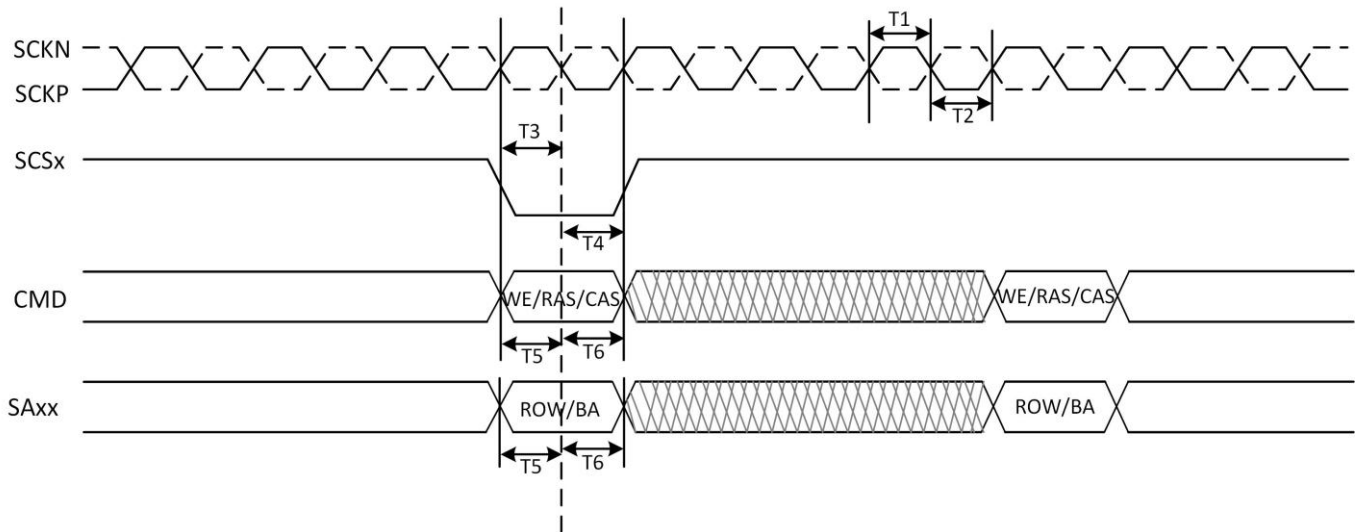 SCKN
T1
SCKP
T2
T3
SCSx
T4
CMD
WE/RAS/CAS
WE/RAS/CAS
T5
T6
SAxx
ROW/BA
ROW/BA
T5
T6